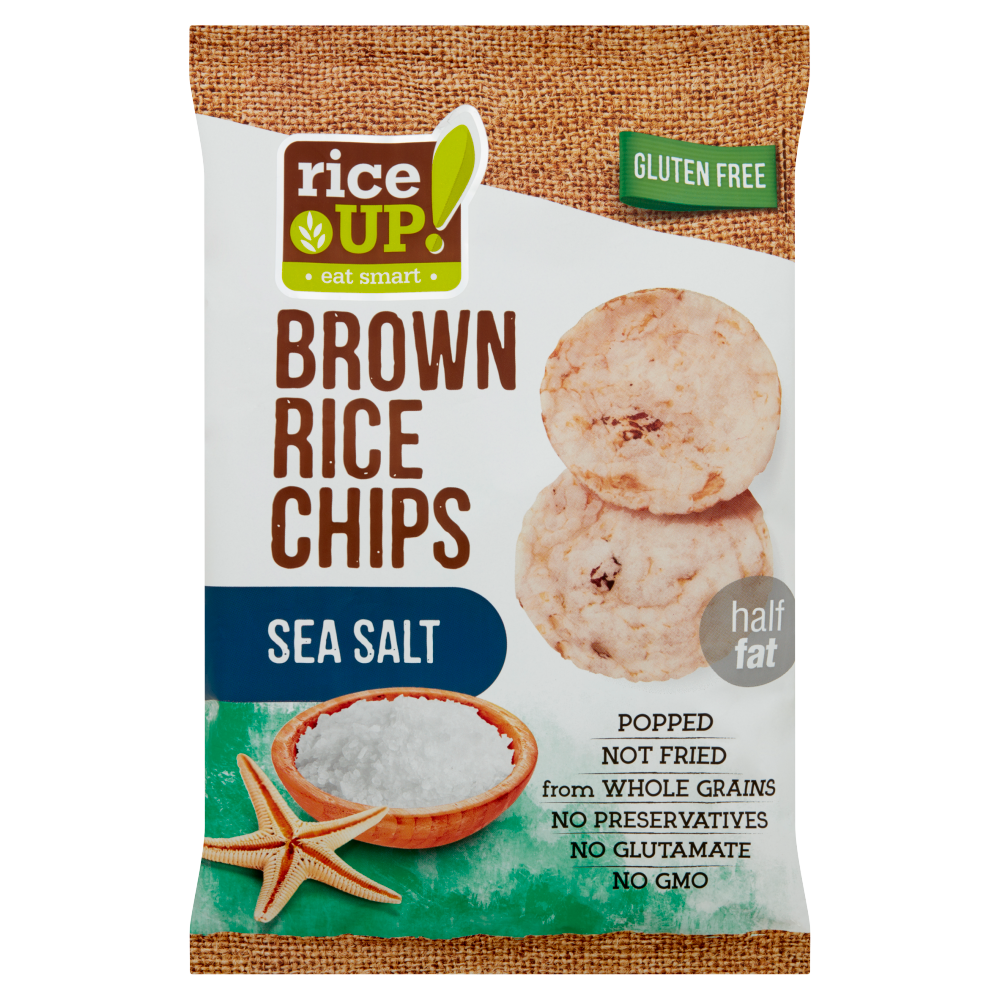 rice
UP!
• eat smart •
GLUTEN FREE
BROWN
RICE
CHIPS
SEA SALT
half
fat
POPPED
NOT FRIED
from WHOLE GRAINS
NO PRESERVATIVES
NO GLUTAMATE
NO GMO